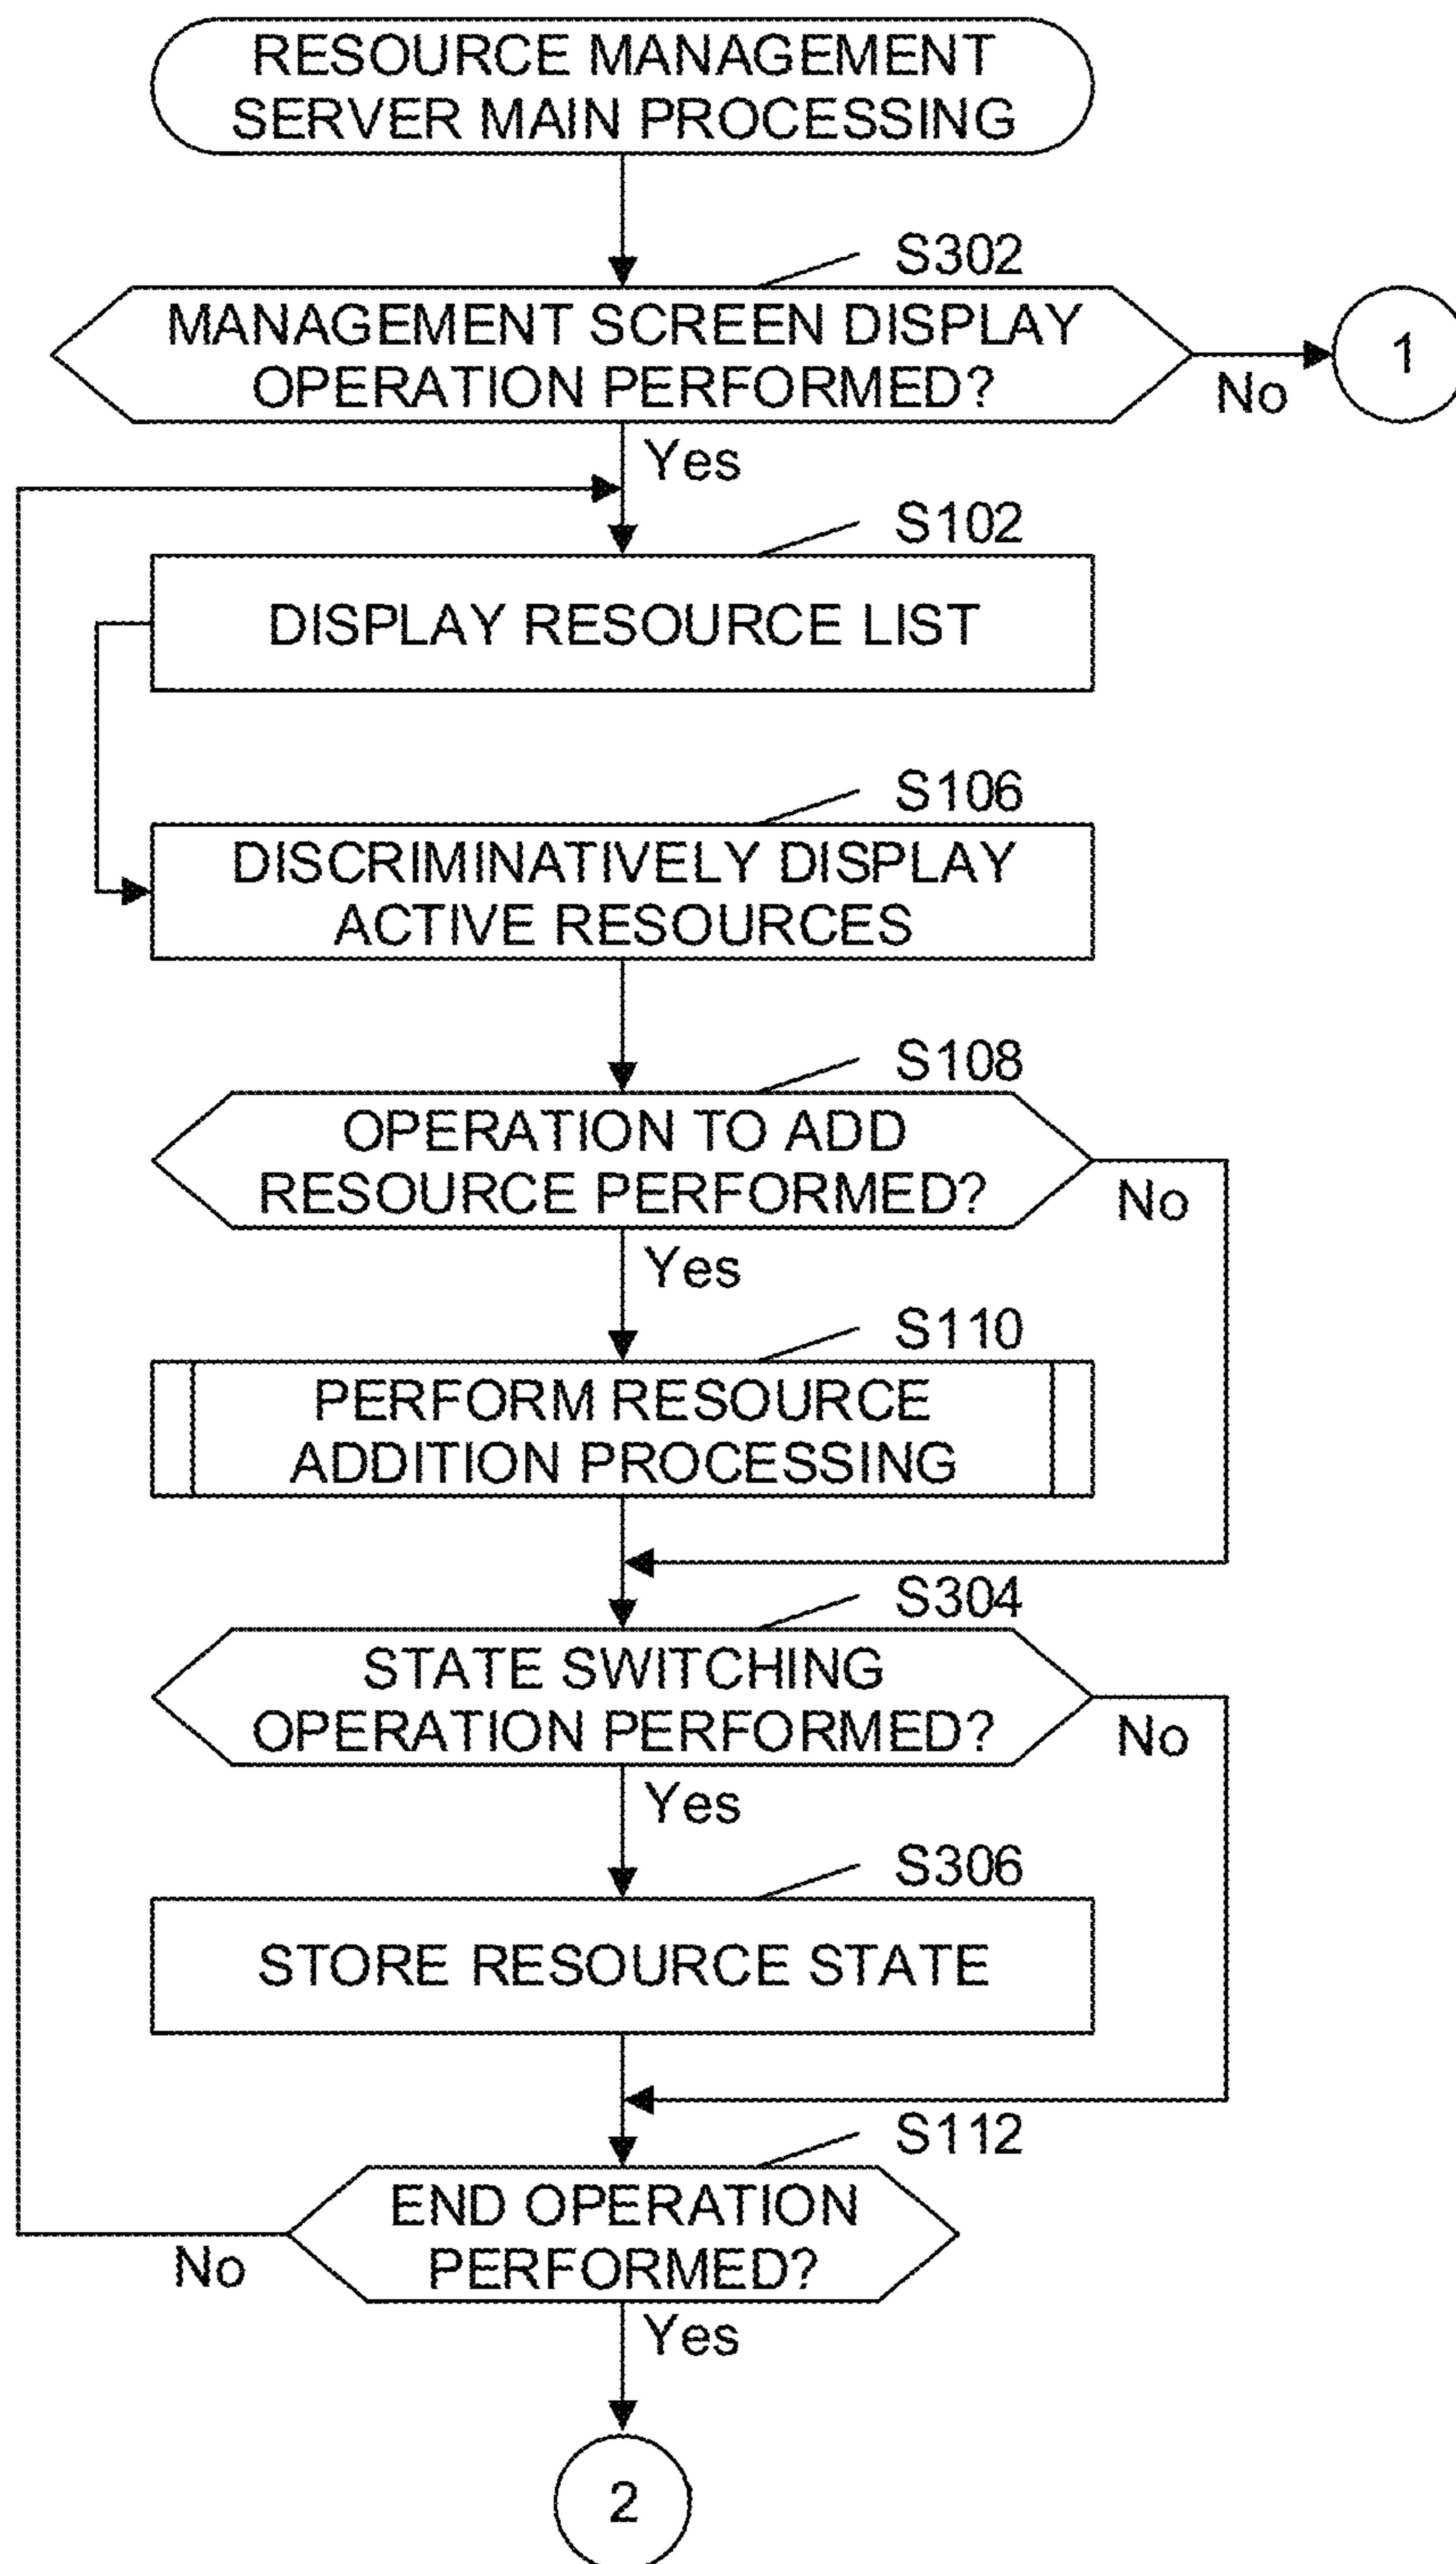 RESOURCE MANAGEMENT
SERVER MAIN PROCESSING
S302
MANAGEMENT SCREEN DISPLAY
OPERATION PERFORMED?
No
1
Yes
S102
DISPLAY RESOURCE LIST
S106
DISCRIMINATIVELY DISPLAY
ACTIVE RESOURCES
S108
OPERATION TO ADD
RESOURCE PERFORMED?
No
Yes
S110
PERFORM RESOURCE
ADDITION PROCESSING
S304
STATE SWITCHING
OPERATION PERFORMED?
No
Yes
S306
STORE RESOURCE STATE
S112
END OPERATION
PERFORMED?
No
Yes
2